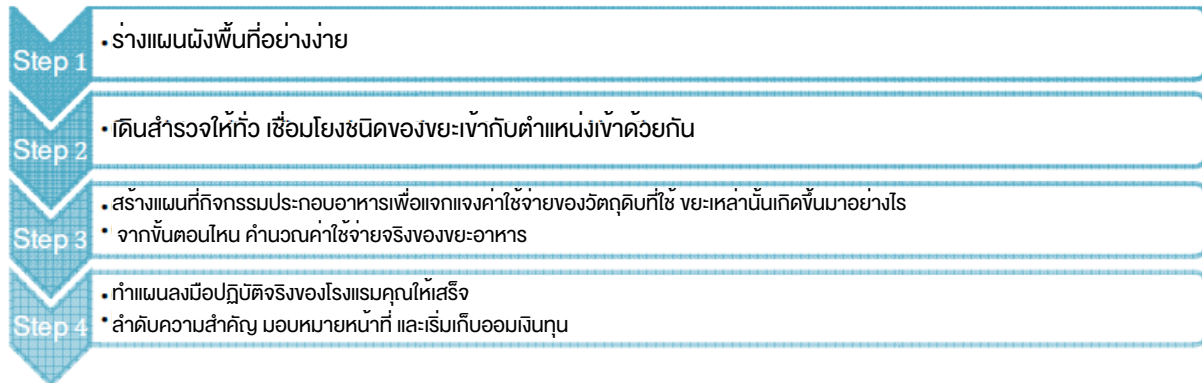 Step 1
• ร่างแผนผังพื้นที่อย่างง่าย
Step 2
• เดินสำรวจให้ทั่ว เชื่อมโยงชนิดของขยะเข้ากับตำแหน่งเข้าด้วยกัน
Step 3
• สร้างแผนที่กิจกรรมประกอบอาหารเพื่อแจกแจงค่าใช้จ่ายของวัตถุดิบที่ใช้ ขยะเหล่านั้นเกิดขึ้นมาอย่างไร
• จากขั้นตอนไหน คำนวณค่าใช้จ่ายจริงของขยะอาหาร
Step 4
• ทำแผนลงมือปฏิบัติจริงของโรงแรมคุณให้เสร็จ
• ลำดับความสำคัญ มอบหมายหน้าที่ และเริ่มเก็บออมเงินทุน